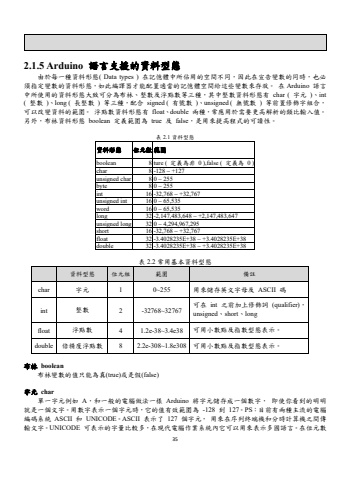 2.1.5 Arduino 語言支援的資料型態
由於每一種資料形態( Data types ) 在記憶體中所佔用的空間不同，因此在宣告變數的同時，也必
須指定變數的資料形態，如此編譯器才能配置適當的記憶體空間給這些變數來存放。 在 Arduino 語言
中所使用的資料形態大致可分為布林、整數及浮點數等三種，其中整數資料形態有 char ( 字元 )、int
( 整數 )、long ( 長整數 ) 等三種，配合 signed ( 有號數 )、unsigned ( 無號數 ) 等前置修飾字組合，
可以改變資料的範圍。 浮點數資料形態有 float、double 兩種，常應用於需要更高解析的類比輸入值。
另外，布林資料形態 boolean 定義範圍為 true 及 false，是用來提高程式的可讀性。
表 2.1 資料型態
資料形態 位元數 範圍
boolean 8 ture ( 定義為非 0 ),false ( 定義為 0 )
char 8 -128 ~ +127
unsigned char 8 0 ~ 255
byte 8 0 ~ 255
int 16 -32,768 ~ +32,767
unsigned int 16 0 ~ 65,535
word 16 0 ~ 65,535
long 32 -2,147,483,648 ~ +2,147,483,647
unsigned long 32 0 ~ 4,294,967,295
short 16 -32,768 ~ +32,767
float 32 -3.4028235E+38 ~ +3.4028235E+38
double 32 -3.4028235E+38 ~ +3.4028235E+38
表 2.2 常用基本資料型態
資料型態 位元組 範圍 備註
char 字元 1 0~255 用來儲存英文字母及 ASCII 碼
int 整數 2 -32768~32767 可在 int 之前加上修飾詞 (qualifier)，
unsigned、short、long
float 浮點數 4 1.2e-38~3.4e38 可用小數點及指數型態表示。
double 倍精度浮點數 8 2.2e-308~1.8e308 可用小數點及指數型態表示。
布林 boolean
布林變數的值只能為真(true)或是假(false)
字元 char
單一字元例如 A，和一般的電腦做法一樣 Arduino 將字元儲存成一個數字， 即使你看到的明明
就是一個文字。用數字表示一個字元時，它的值有效範圍為 -128 到 127。PS：目前有兩種主流的電腦
編碼系統 ASCII 和 UNICODE。ASCII 表示了 127 個字元， 用來在序列終端機和分時計算機之間傳
輸文字。UNICODE 可表示的字量比較多，在現代電腦作業系統內它可以用來表示多國語言。在位元數
35